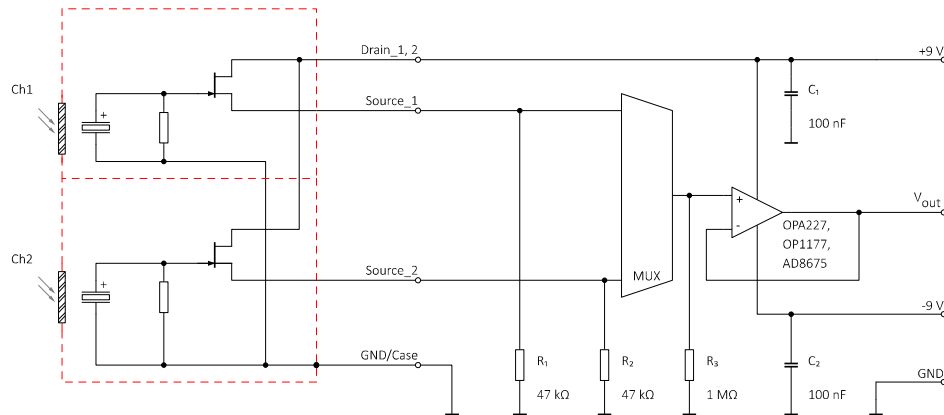 Drain_1, 2
+9 V
Ch1
+
Source_1
C₁
100 nF
V_out
+
-
OPA227,
OP1177,
AD8675
Ch2
+
Source_2
MUX
-9 V
GND/Case
R₁
47 kΩ
R₂
47 kΩ
R₃
1 MΩ
C₂
100 nF
GND